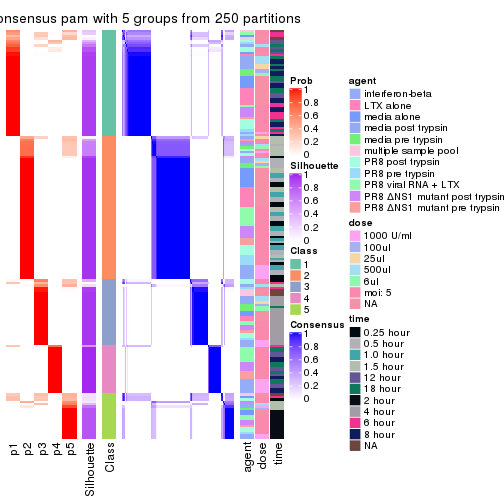 onsensus pam with 5 groups from 250 partitions
Prob
1
0.8
0.6
0.4
0.2
0
Silhouette
1
0.8
0.6
0.4
0.2
0
Class
1
2
3
4
5
Consensus
1
0.8
0.6
0.4
0.2
0
agent
interferon-beta
LTX alone
media alone
media post trypsin
media pre trypsin
multiple sample pool
PR8 post trypsin
PR8 pre trypsin
PR8 viral RNA + LTX
PR8 ΔNS1 mutant post trypsin
PR8 ΔNS1 mutant pre trypsin
dose
1000 U/ml
100ul
25ul
500ul
6ul
moi: 5
NA
time
0.25 hour
0.5 hour
1.0 hour
1.5 hour
12 hour
18 hour
2 hour
4 hour
6 hour
8 hour
NA
p1
p2
p3
p4
p5
Silhouette
Class
agent
dose
time